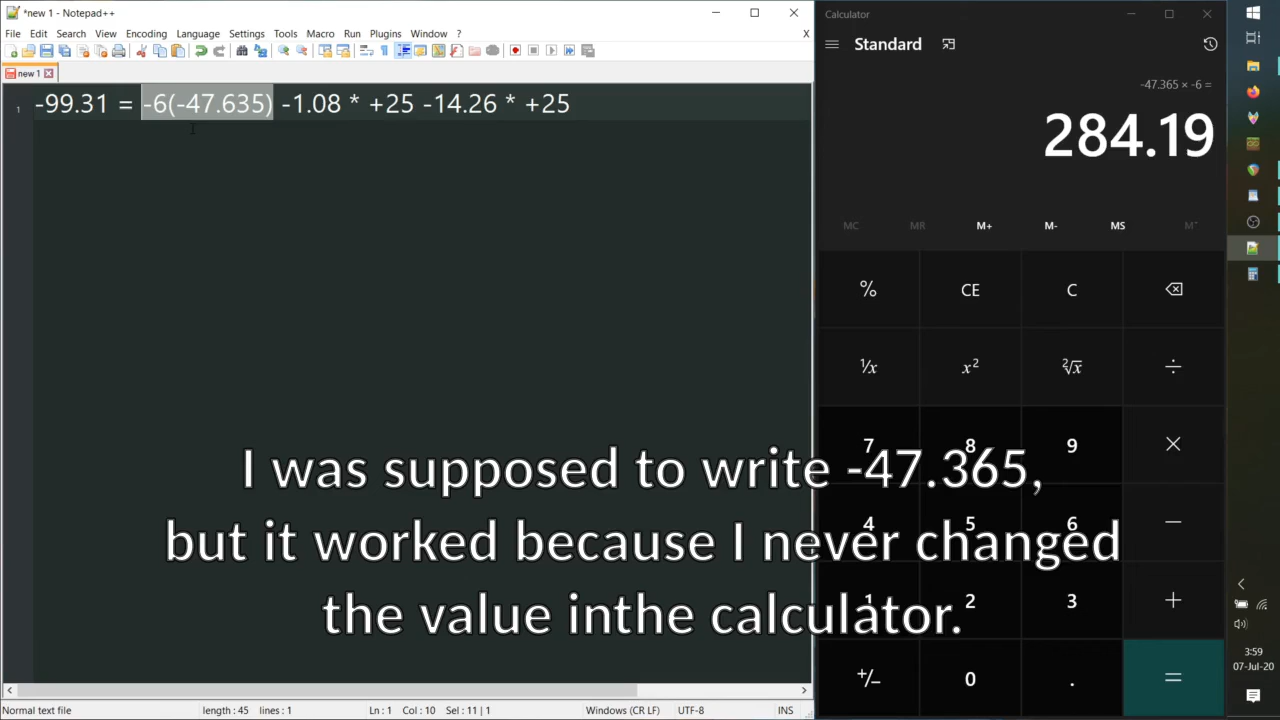 *new 1 - Notepad++
File Edit Search View Encoding Language Settings Tools Macro Run Plugins Window ? X
new 1
1 -99.31 = -6(-47.635) -1.08 * +25 -14.26 * +25
Calculator
Standard
-47.365 × -6 =
284.19
MC MR M+ M- MS M˅
% CE C
¹/x x² ²√x ÷
7 8 9 ×
4 5 6 −
1 2 3 +
+/− 0 . =
I was supposed to write -47.365,
but it worked because I never changed
the value inthe calculator.
Normal text file length : 45 lines : 1 Ln : 1 Col : 10 Sel : 11 | 1 Windows (CR LF) UTF-8 INS
3:59
07-Jul-20